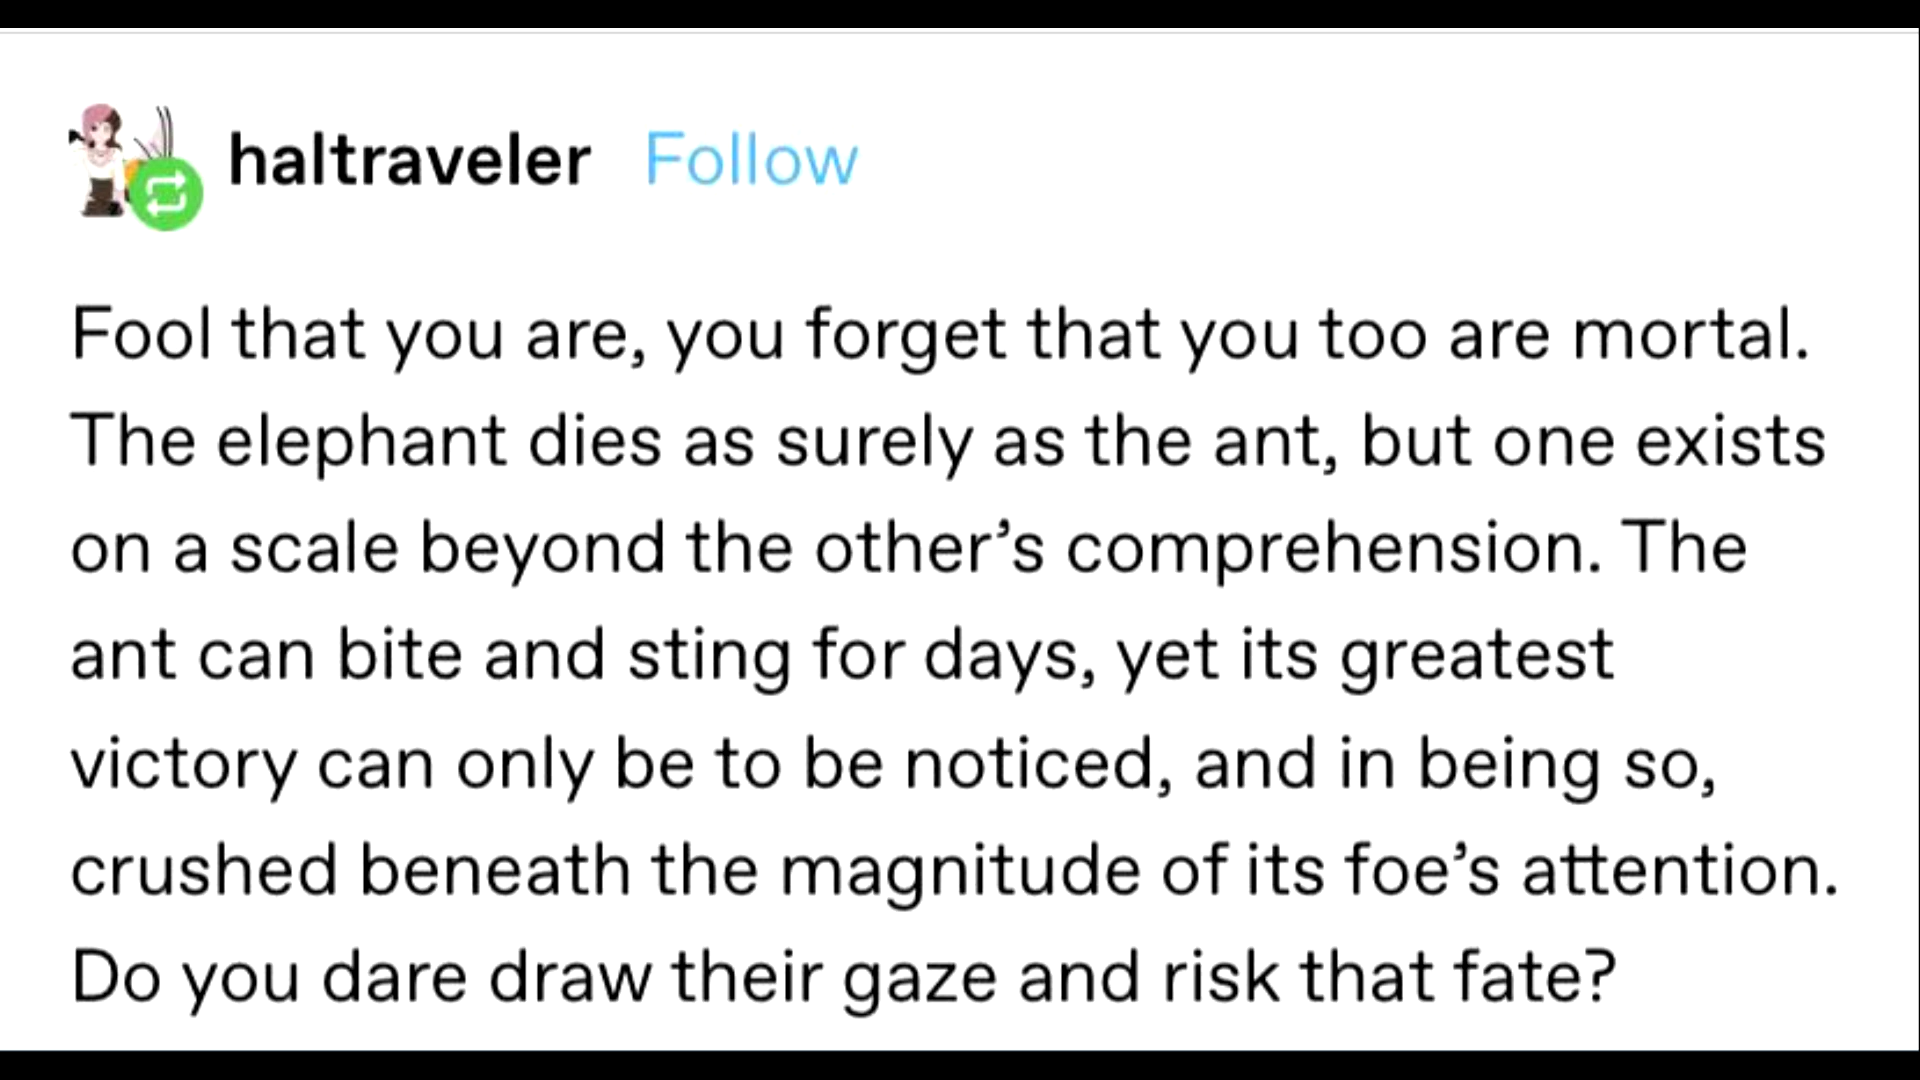 haltraveler Follow
Fool that you are, you forget that you too are mortal.
The elephant dies as surely as the ant, but one exists
on a scale beyond the other’s comprehension. The
ant can bite and sting for days, yet its greatest
victory can only be to be noticed, and in being so,
crushed beneath the magnitude of its foe’s attention.
Do you dare draw their gaze and risk that fate?